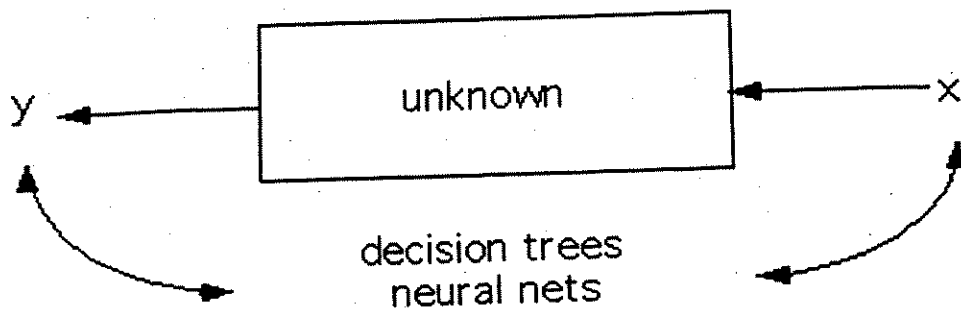 y
unknown
x
decision trees
neural nets